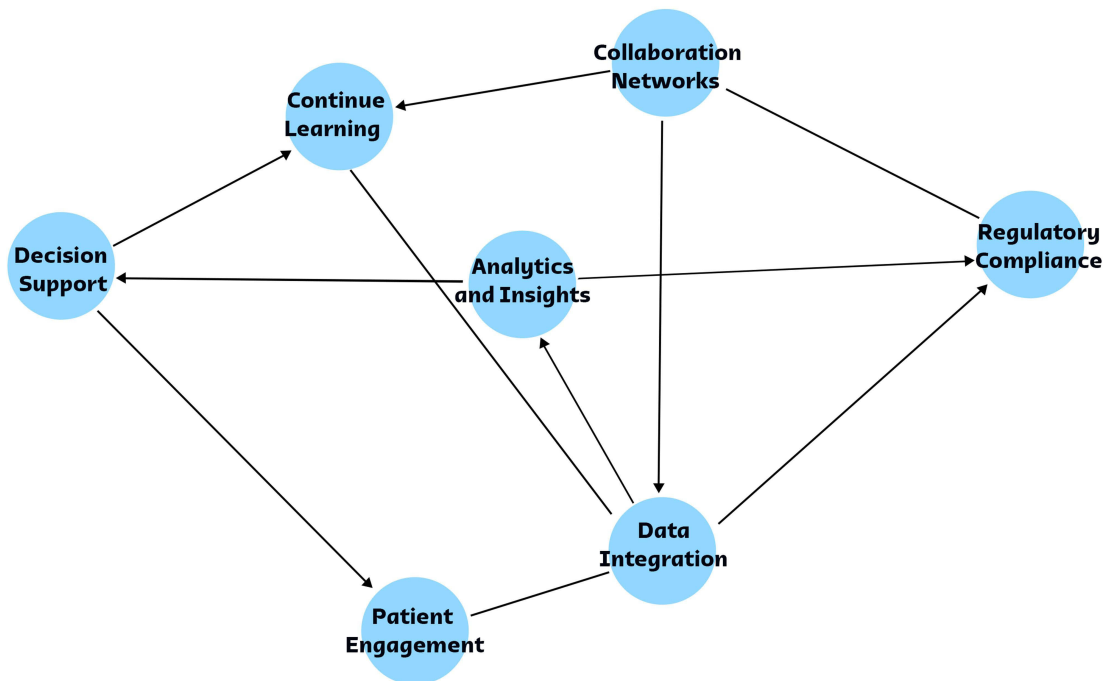 Collaboration
Networks
Continue
Learning
Regulatory
Compliance
Decision
Support
Analytics
and Insights
Data
Integration
Patient
Engagement